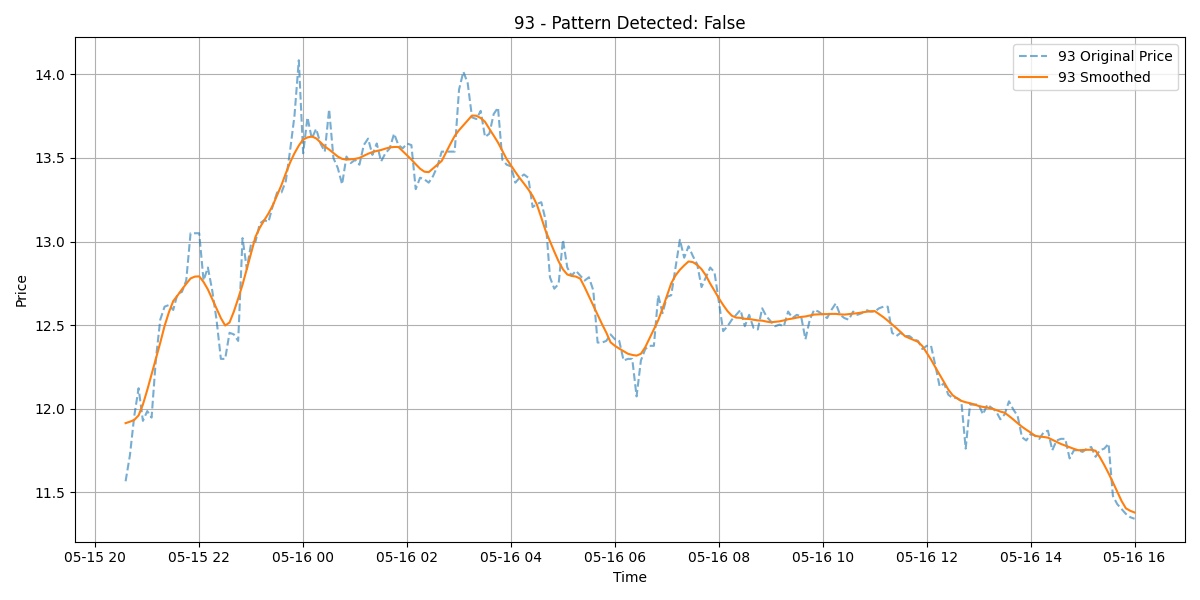 93 - Pattern Detected: False
93 Original Price
93 Smoothed
Price
14.0
13.5
13.0
12.5
12.0
11.5
05-15 20 05-15 22 05-16 00 05-16 02 05-16 04 05-16 06 05-16 08 05-16 10 05-16 12 05-16 14 05-16 16
Time